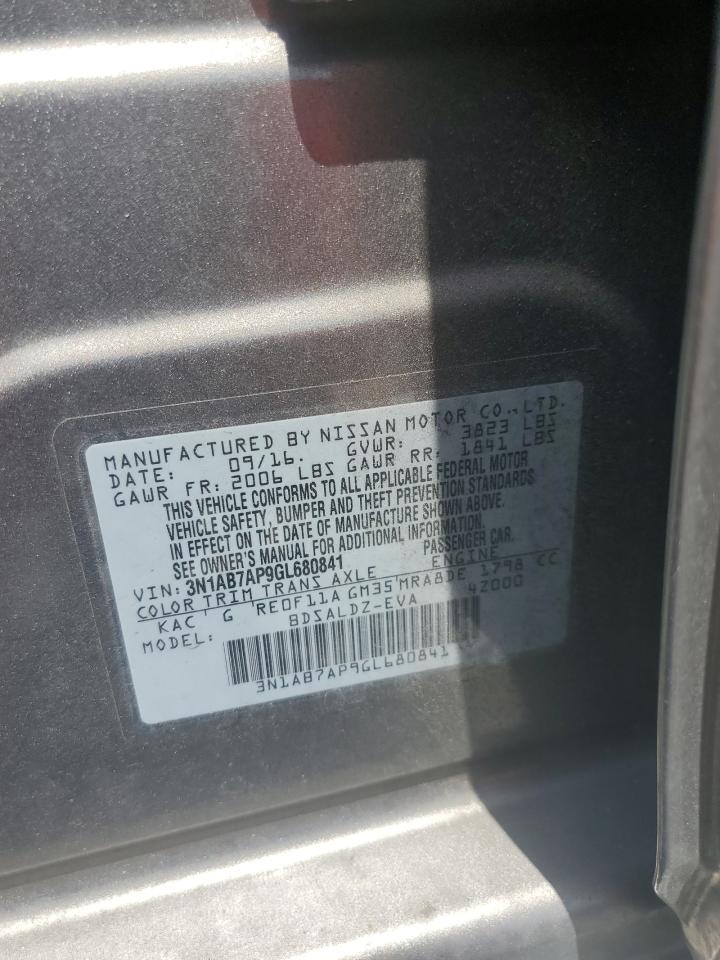 MANUFACTURED BY NISSAN MOTOR CO., LTD.
DATE: 09/16. GVWR: 3823 LBS
GAWR FR: 2006 LBS GAWR RR: 1841 LBS
THIS VEHICLE CONFORMS TO ALL APPLICABLE FEDERAL MOTOR
VEHICLE SAFETY, BUMPER AND THEFT PREVENTION STANDARDS
IN EFFECT ON THE DATE OF MANUFACTURE SHOWN ABOVE.
SEE OWNER'S MANUAL FOR ADDITIONAL INFORMATION.
VIN: 3N1AB7AP9GL680841 PASSENGER CAR.
COLOR TRIM TRANS AXLE ENGINE
KAC G RE0F11A GM35 MRA8DE 1798 CC
MODEL: BDSALDZ-EVA 42000
3N1AB7AP9GL680841